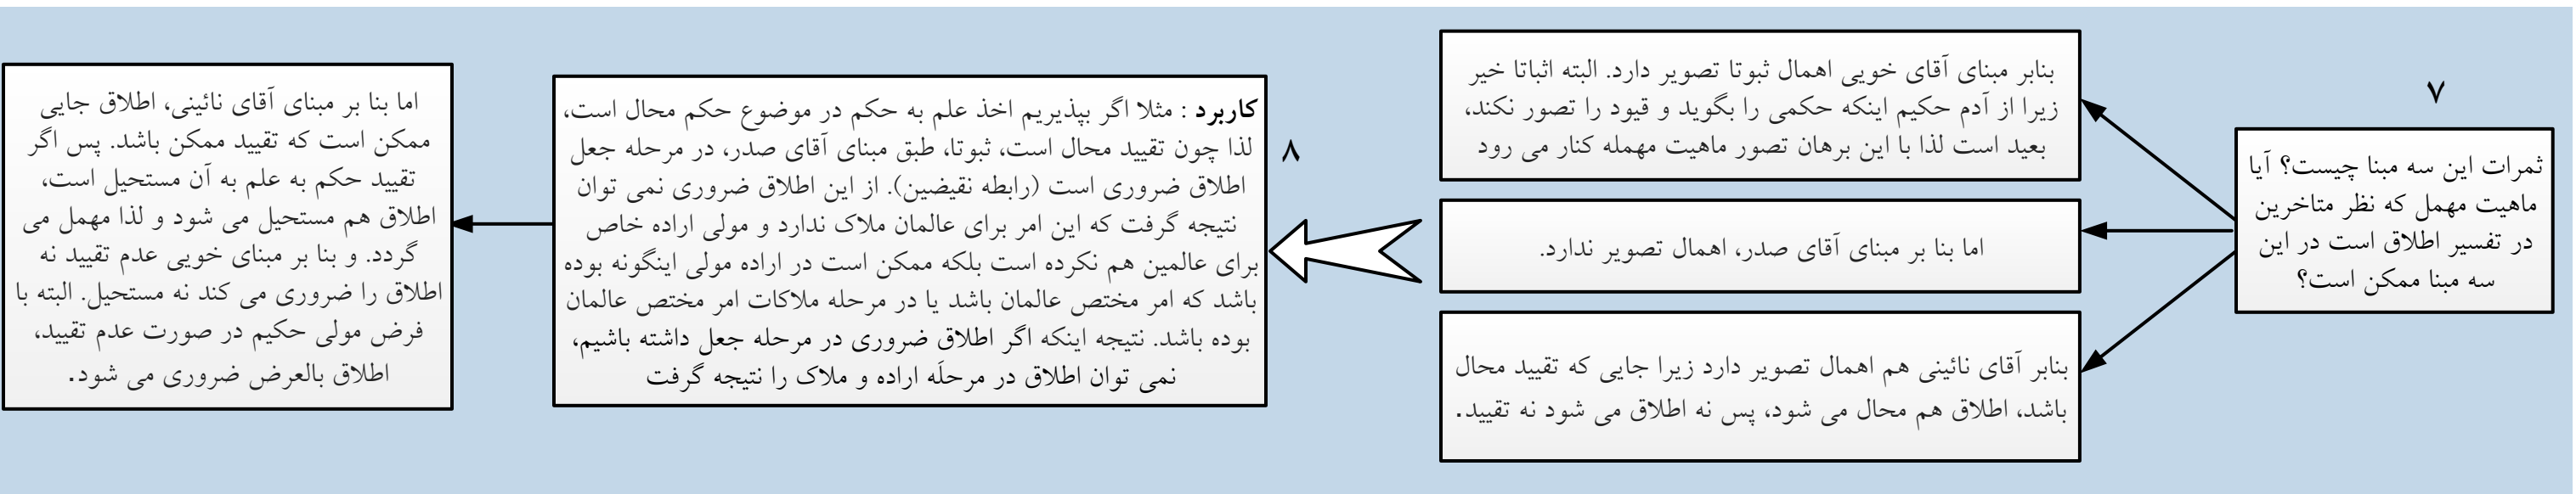 ۷
ثمرات این سه مبنا چیست؟ آیا
ماهیت مهمل که نظر متاخرین
در تفسیر اطلاق است در این
سه مبنا ممکن است؟
بنابر مبنای آقای خویی اهمال ثبوتا تصویر دارد. البته اثباتا خیر
زیرا از آدم حکیم اینکه حکمی را بگوید و قیود را تصور نکند،
بعید است لذا با این برهان تصور ماهیت مهمله کنار می رود
اما بنا بر مبنای آقای صدر، اهمال تصویر ندارد.
بنابر آقای نائینی هم اهمال تصویر دارد زیرا جایی که تقیید محال
باشد، اطلاق هم محال می شود، پس نه اطلاق می شود نه تقیید.
۸
کاربرد : مثلا اگر بپذیریم اخذ علم به حکم در موضوع حکم محال است،
لذا چون تقیید محال است، ثبوتا، طبق مبنای آقای صدر، در مرحله جعل
اطلاق ضروری است (رابطه نقیضین). از این اطلاق ضروری نمی توان
نتیجه گرفت که این امر برای عالمان ملاک ندارد و مولی اراده خاص
برای عالمین هم نکرده است بلکه ممکن است در اراده مولی اینگونه بوده
باشد که امر مختص عالمان باشد یا در مرحله ملاکات امر مختص عالمان
بوده باشد. نتیجه اینکه اگر اطلاق ضروری در مرحله جعل داشته باشیم،
نمی توان اطلاق در مرحلَه اراده و ملاک را نتیجه گرفت
اما بنا بر مبنای آقای نائینی، اطلاق جایی
ممکن است که تقیید ممکن باشد. پس اگر
تقیید حکم به علم به آن مستحیل است،
اطلاق هم مستحیل می شود و لذا مهمل می
گردد. و بنا بر مبنای خویی عدم تقیید نه
اطلاق را ضروری می کند نه مستحیل. البته با
فرض مولی حکیم در صورت عدم تقیید،
اطلاق بالعرض ضروری می شود.